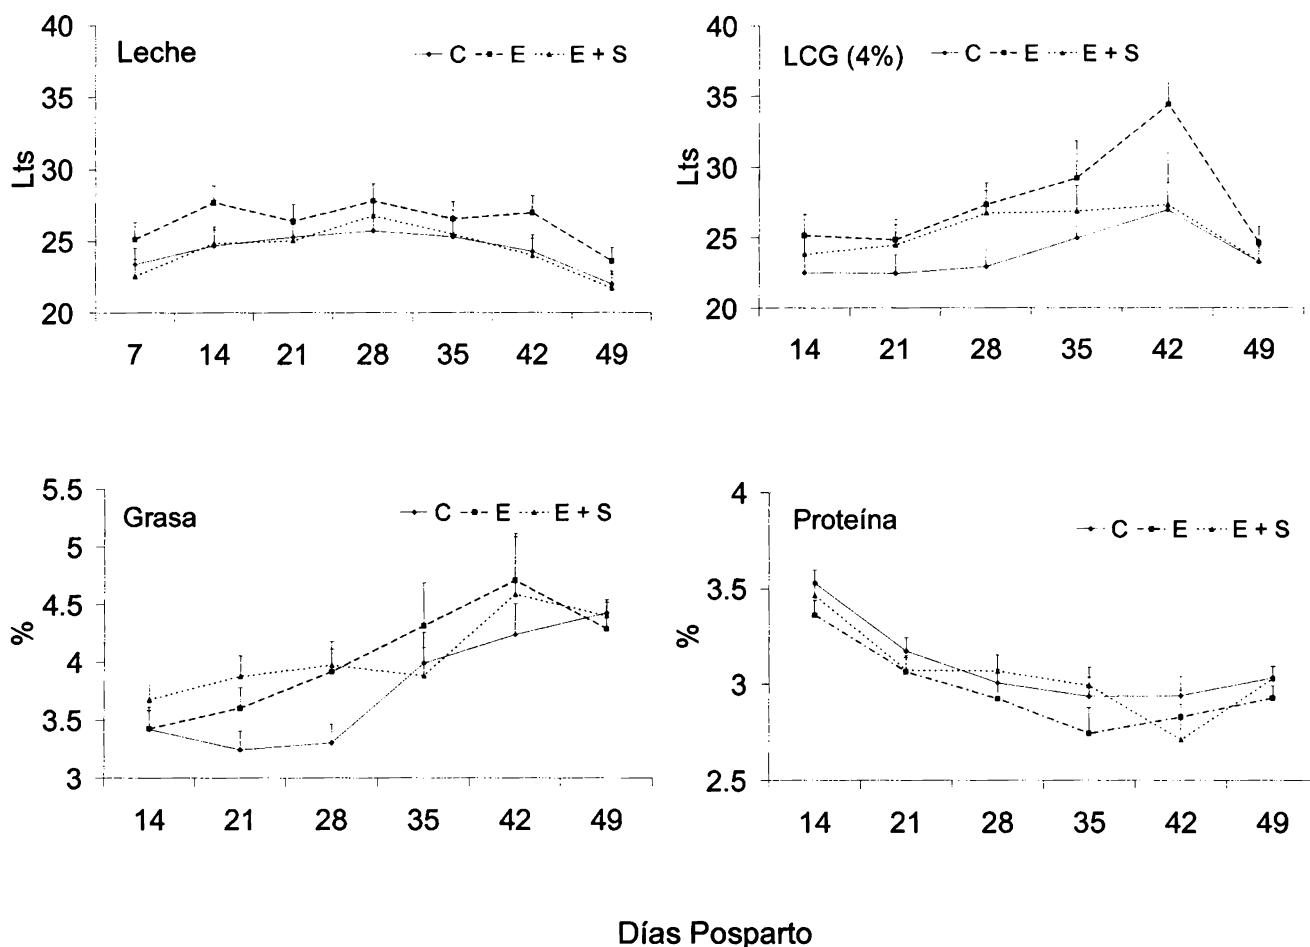 Leche
C E E + S
40
35
30
25
20
Lts
7 14 21 28 35 42 49
LCG (4%)
C E E + S
40
35
30
25
20
Lts
14 21 28 35 42 49
Grasa
C E E + S
5.5
5
4.5
4
3.5
3
%
14 21 28 35 42 49
Proteína
C E E + S
4
3.5
3
2.5
%
14 21 28 35 42 49
Días Posparto